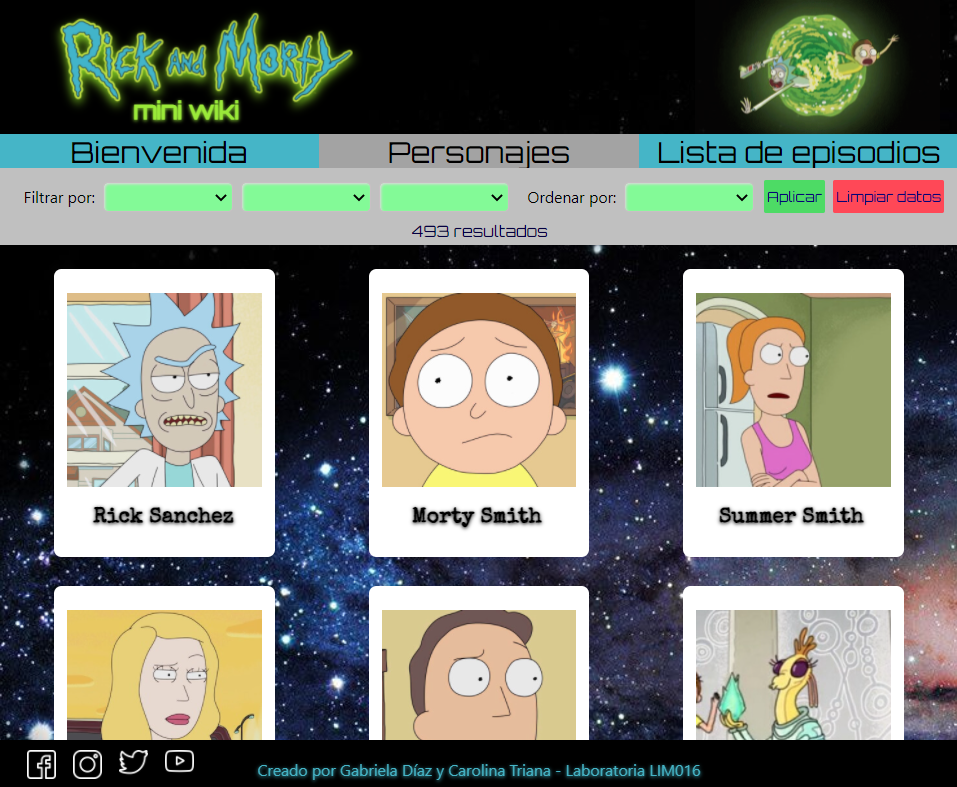 Rick and Morty
mini wiki
Bienvenida
Personajes
Lista de episodios
Filtrar por:
Ordenar por:
Aplicar
Limpiar datos
493 resultados
Rick Sanchez
Morty Smith
Summer Smith
Creado por Gabriela Díaz y Carolina Triana - Laboratoria LIM016